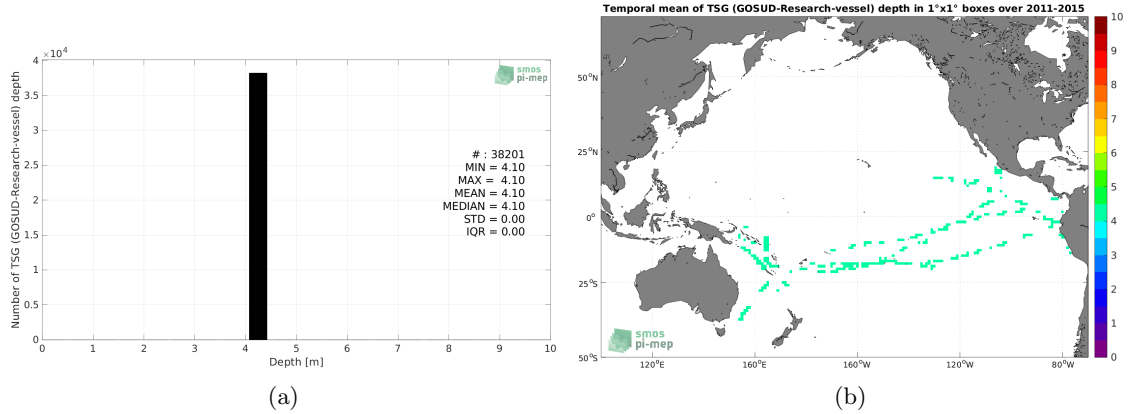 ×10⁴
4
3.5
3
2.5
2
1.5
1
0.5
0
0 1 2 3 4 5 6 7 8 9 10
Number of TSG (GOSUD-Research-vessel) depth
Depth [m]
smos
pi-mep
# : 38201
MIN = 4.10
MAX = 4.10
MEAN = 4.10
MEDIAN = 4.10
STD = 0.00
IQR = 0.00
(a)
Temporal mean of TSG (GOSUD-Research-vessel) depth in 1°x1° boxes over 2011-2015
50°N
25°N
0°
25°S
50°S
120°E 160°E 160°W 120°W 80°W
smos
pi-mep
10
9
8
7
6
5
4
3
2
1
0
(b)